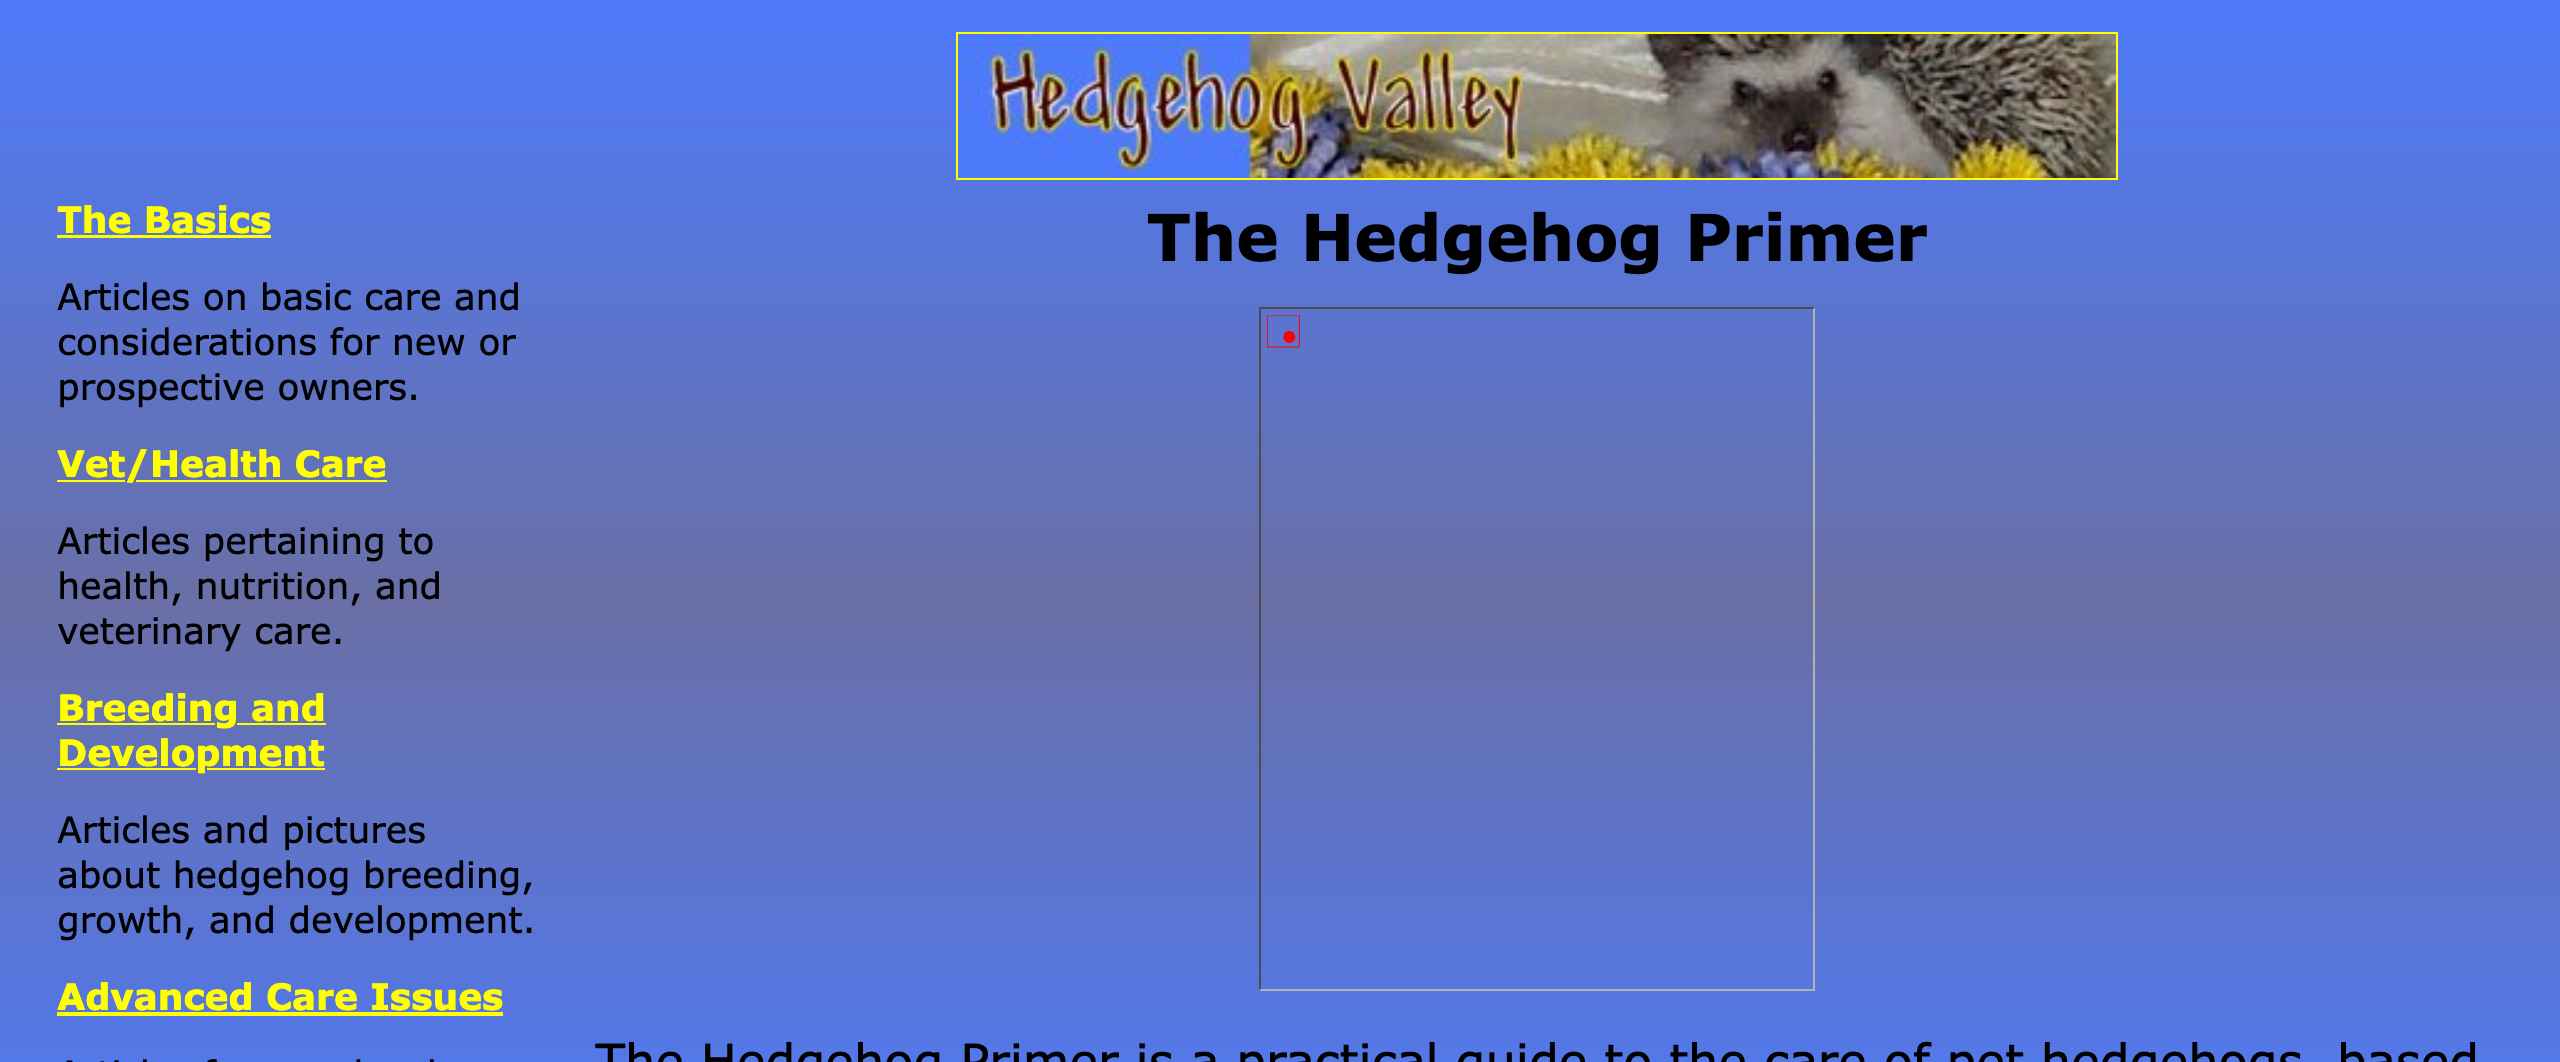 Hedgehog Valley
The Hedgehog Primer
The Basics
Articles on basic care and
considerations for new or
prospective owners.
Vet/Health Care
Articles pertaining to
health, nutrition, and
veterinary care.
Breeding and
Development
Articles and pictures
about hedgehog breeding,
growth, and development.
Advanced Care Issues
The Hedgehog Primer is a practical guide to the care of pet hedgehogs, based